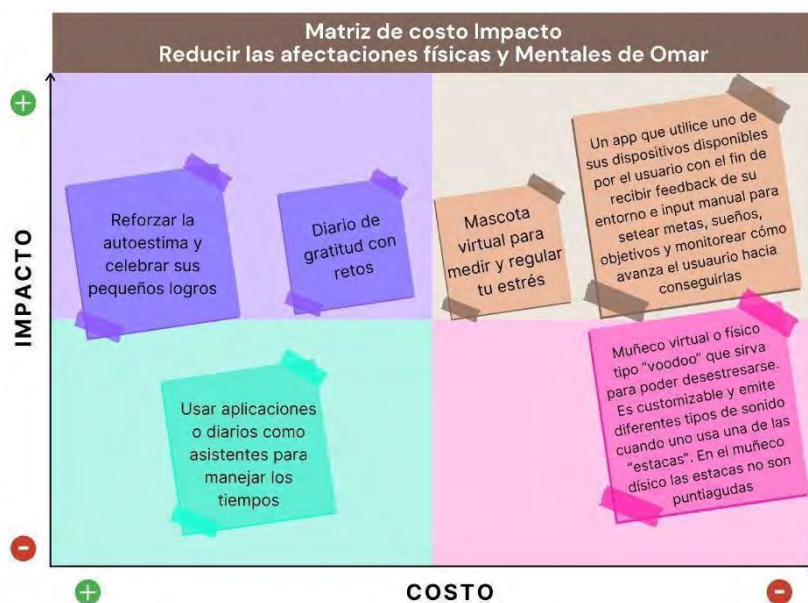 Matriz de costo Impacto
Reducir las afectaciones físicas y Mentales de Omar
IMPACTO
Reforzar la
autoestima y
celebrar sus
pequeños logros
Diario de
gratitud con
retos
Mascota
virtual para
medir y regular
tu estrés
Un app que utilice uno de
sus dispositivos disponibles
por el usuario con el fin de
recibir feedback de su
entorno e input manual para
setear metas, sueños,
objetivos y monitorear cómo
avanza el usuaurio hacia
conseguirlas
Usar aplicaciones
o diarios como
asistentes para
manejar los
tiempos
Muñeco virtual o físico
tipo "voodoo" que sirva
para poder desestresarse.
Es customizable y emite
diferentes tipos de sonido
cuando uno usa una de las
"estacas". En el muñeco
dísico las estacas no son
puntiagudas
COSTO